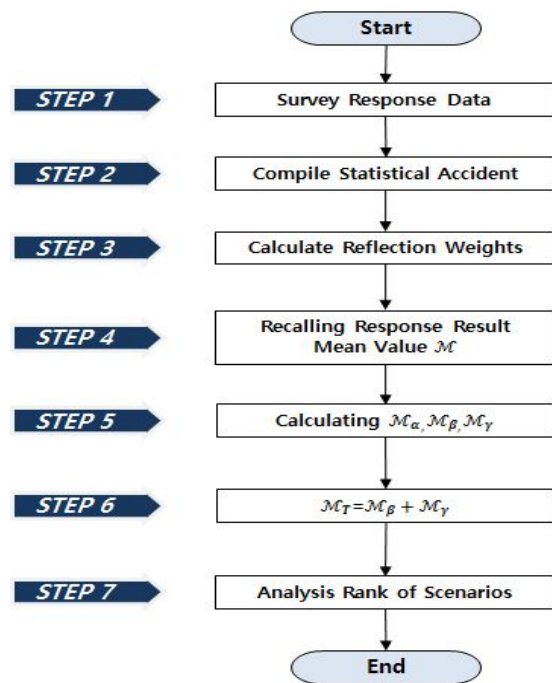 Start
STEP 1
Survey Response Data
STEP 2
Compile Statistical Accident
STEP 3
Calculate Reflection Weights
STEP 4
Recalling Response Result
Mean Value ℳ
STEP 5
Calculating ℳα,ℳβ,ℳγ
STEP 6
ℳT=ℳβ + ℳγ
STEP 7
Analysis Rank of Scenarios
End